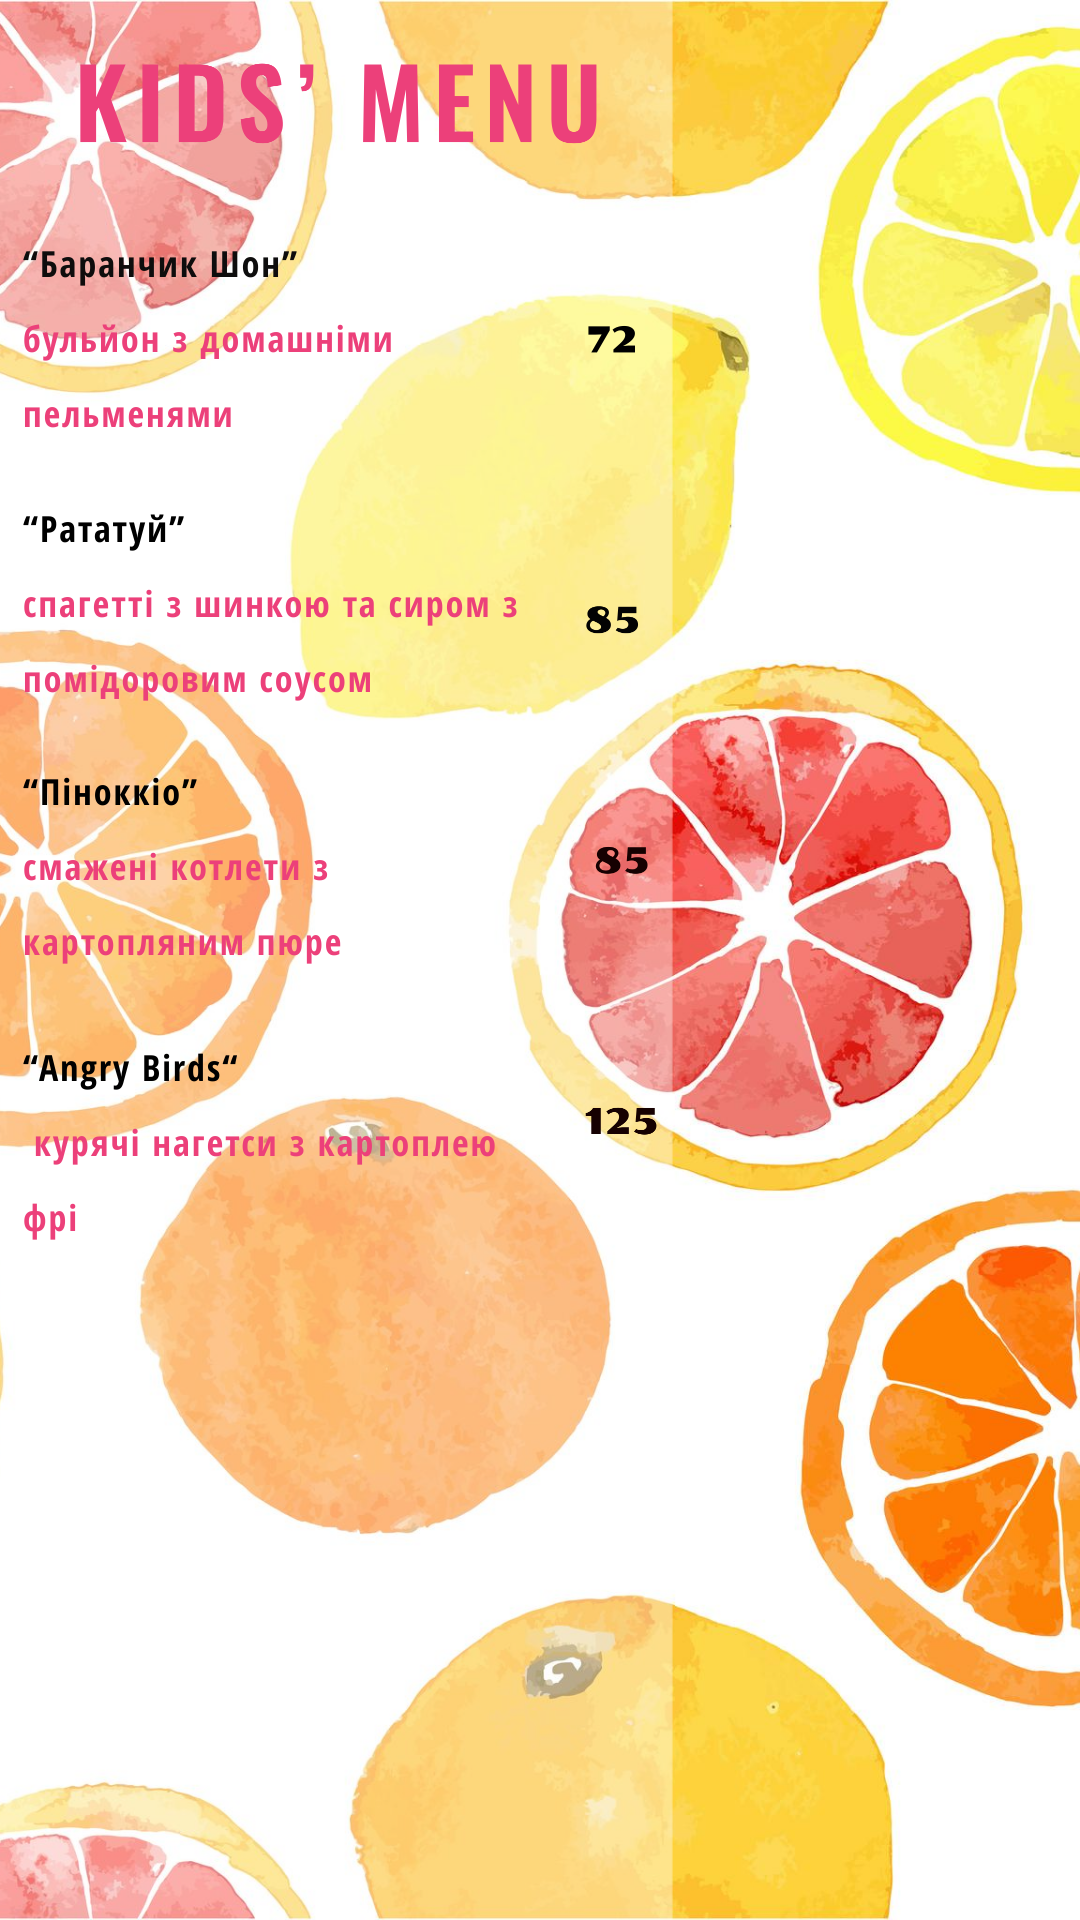 KIDS’ MENU
“Баранчик Шон”
бульйон з домашніми 72
пельменями
“Рататуй”
спагетті з шинкою та сиром з 85
помідоровим соусом
“Піноккіо”
смажені котлети з 85
картопляним пюре
“Angry Birds“
курячі нагетси з картоплею 125
фрі